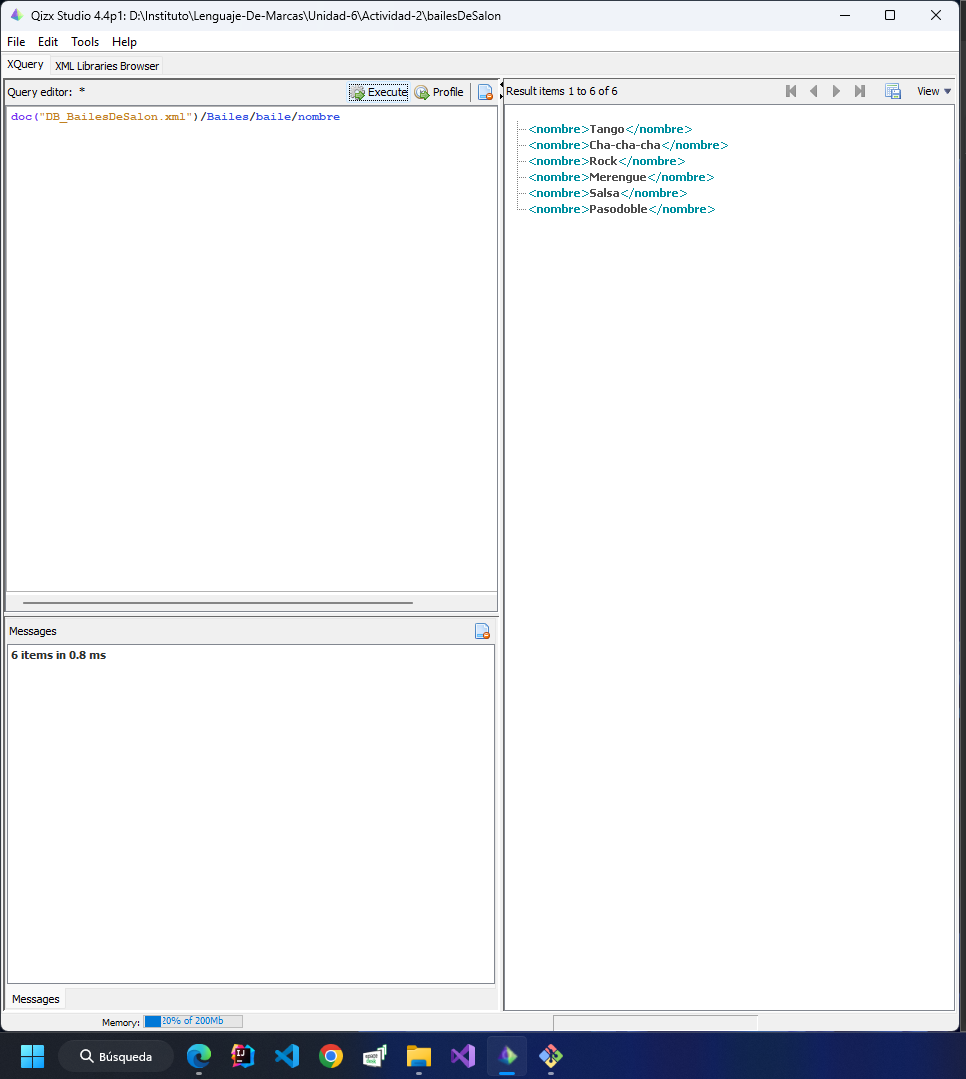 Qizx Studio 4.4p1: D:\Instituto\Lenguaje-De-Marcas\Unidad-6\Actividad-2\bailesDeSalon
File Edit Tools Help
XQuery XML Libraries Browser
Query editor: * Execute Profile
doc("DB_BailesDeSalon.xml")/Bailes/baile/nombre
Result items 1 to 6 of 6 View
<nombre>Tango</nombre>
<nombre>Cha-cha-cha</nombre>
<nombre>Rock</nombre>
<nombre>Merengue</nombre>
<nombre>Salsa</nombre>
<nombre>Pasodoble</nombre>
Messages
6 items in 0.8 ms
Messages
Memory: 20% of 200Mb
Búsqueda